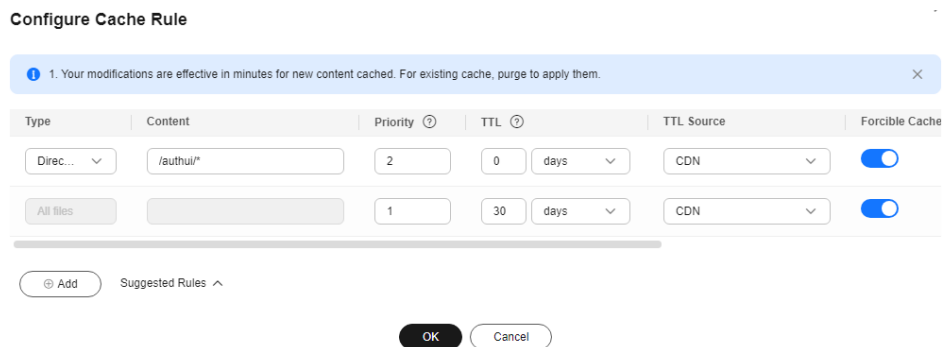 Configure Cache Rule
1. Your modifications are effective in minutes for new content cached. For existing cache, purge to apply them.
Type Content Priority TTL TTL Source Forcible Cache
Direc... /authui/* 2 0 days CDN
All files 1 30 days CDN
Add Suggested Rules
OK Cancel